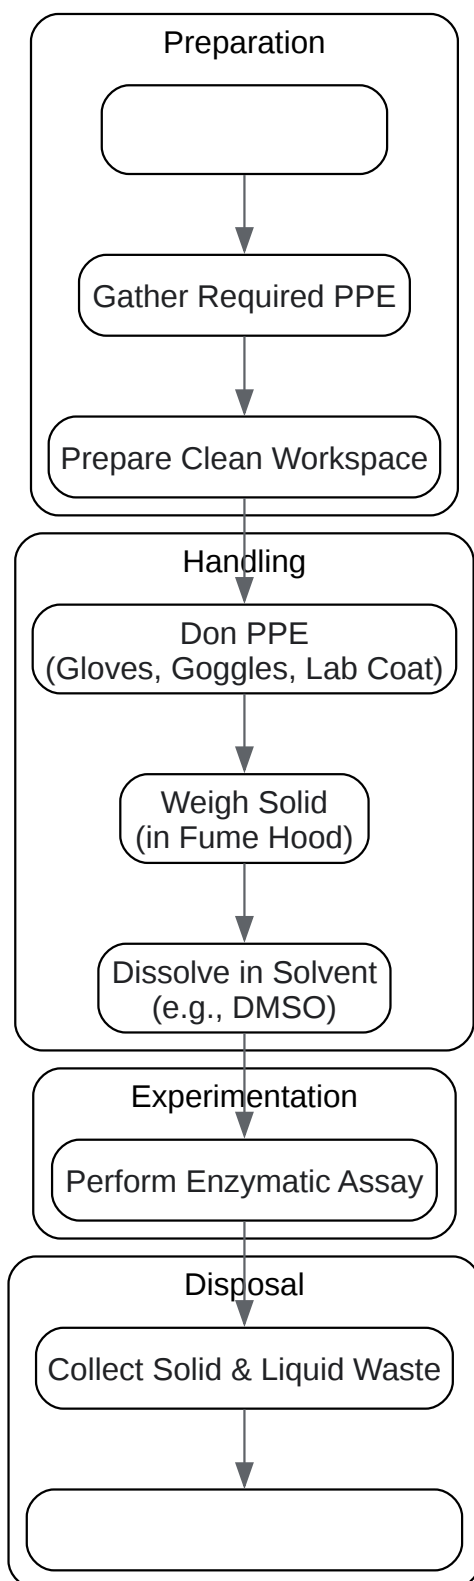 Preparation
Gather Required PPE
Prepare Clean Workspace
Handling
Don PPE
(Gloves, Goggles, Lab Coat)
Weigh Solid
(in Fume Hood)
Dissolve in Solvent
(e.g., DMSO)
Experimentation
Perform Enzymatic Assay
Disposal
Collect Solid & Liquid Waste